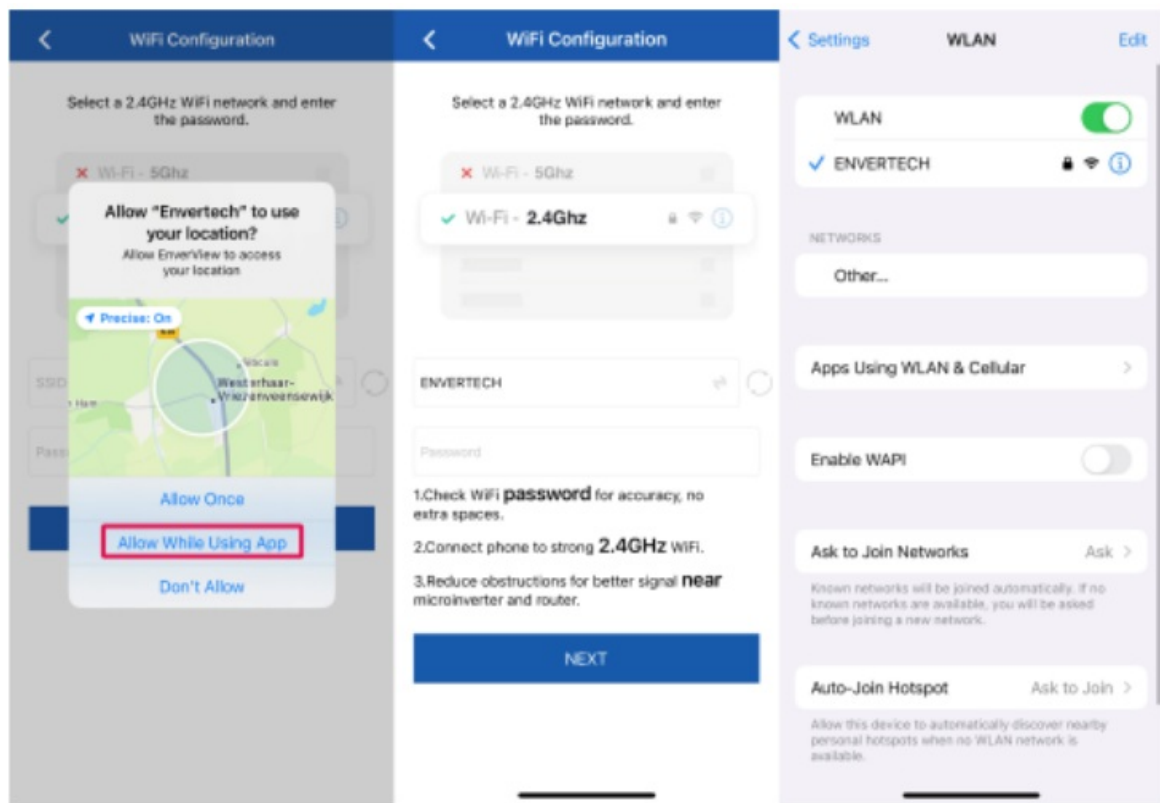 WiFi Configuration
Select a 2.4GHz WiFi network and enter
the password.
Wi-Fi - 5Ghz
Allow "Envertech" to use
your location?
Allow EnverView to access
your location
Precise: On
Westerhaar-
Vriezenveensewijk
SSID
Pass
Allow Once
Allow While Using App
Don't Allow
WiFi Configuration
Select a 2.4GHz WiFi network and enter
the password.
Wi-Fi - 5Ghz
Wi-Fi - 2.4Ghz
ENVERTECH
Password
1.Check WiFi password for accuracy, no
extra spaces.
2.Connect phone to strong 2.4GHz WiFi.
3.Reduce obstructions for better signal near
microinverter and router.
NEXT
Settings
WLAN
Edit
WLAN
ENVERTECH
NETWORKS
Other...
Apps Using WLAN & Cellular
Enable WAPI
Ask to Join Networks Ask
Known networks will be joined automatically. If no
known networks are available, you will be asked
before joining a new network.
Auto-Join Hotspot Ask to Join
Allow this device to automatically discover nearby
personal hotspots when no WLAN network is
available.